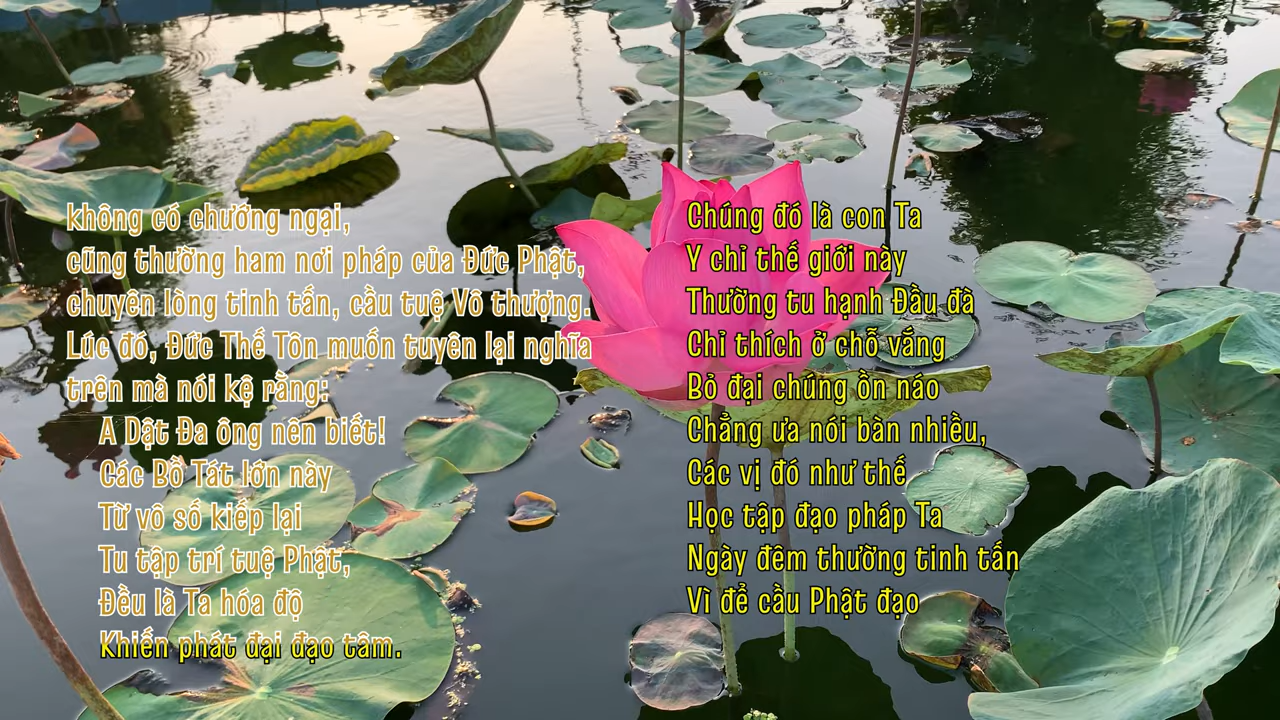 không có chướng ngại,
cũng thường ham nơi pháp của Đức Phật,
chuyên lòng tinh tấn, cầu tuệ Vô thượng.
Lúc đó, Đức Thế Tôn muốn tuyên lại nghĩa
trên mà nói kệ rằng:
A Dật Đa ông nên biết!
Các Bồ Tát lớn này
Từ vô số kiếp lại
Tu tập trí tuệ Phật,
Đều là Ta hóa độ
Khiến phát đại đạo tâm.
Chúng đó là con Ta
Y chỉ thế giới này
Thường tu hạnh Đầu đà
Chỉ thích ở chỗ vắng
Bỏ đại chúng ồn náo
Chẳng ưa nói bàn nhiều,
Các vị đó như thế
Học tập đạo pháp Ta
Ngày đêm thường tinh tấn
Vì để cầu Phật đạo